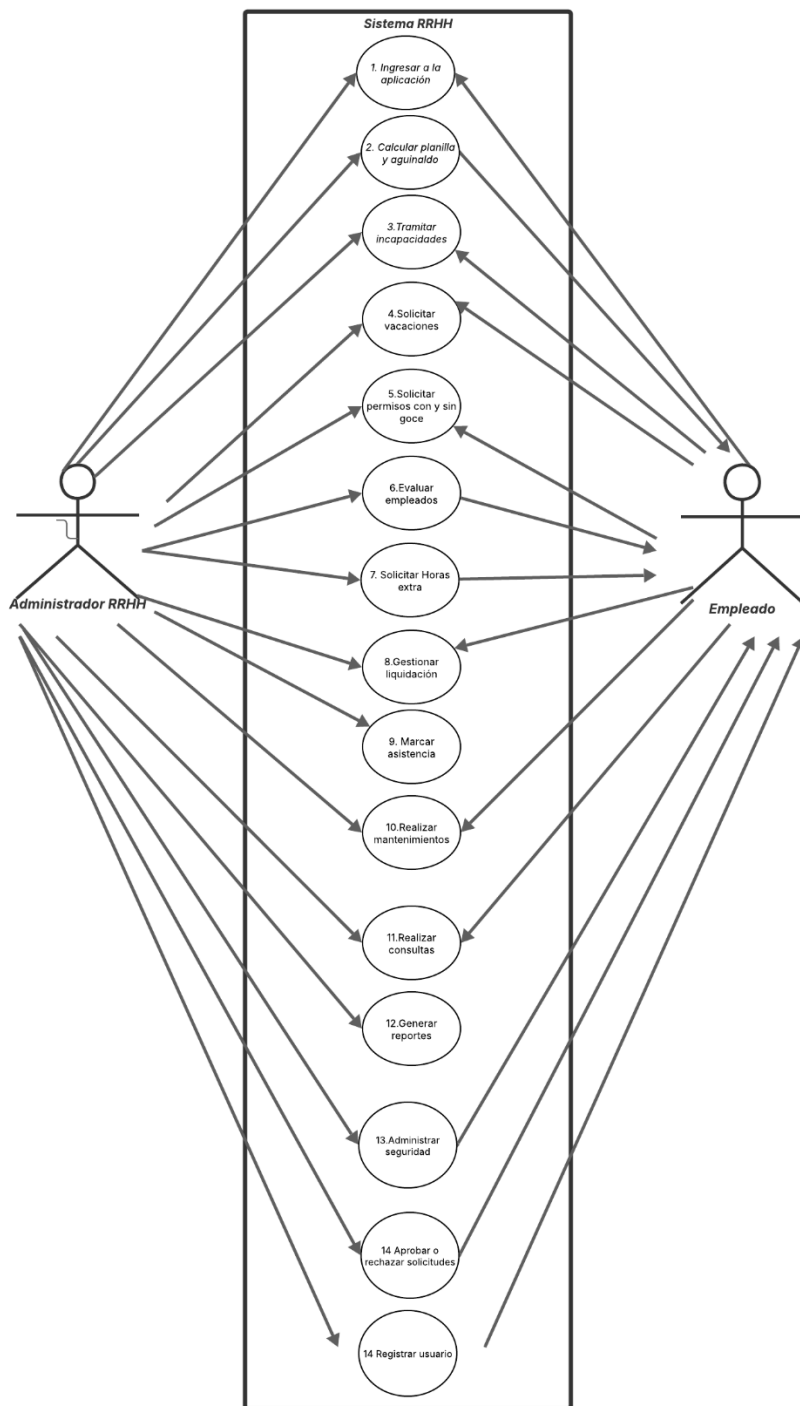 Sistema RRHH
1. Ingresar a la
aplicación
2. Calcular planilla
y aguinaldo
3.Tramitar
incapacidades
4.Solicitar
vacaciones
5.Solicitar
permisos con y sin
goce
6.Evaluar
empleados
7. Solicitar Horas
extra
Administrador RRHH
Empleado
8.Gestionar
liquidación
9. Marcar
asistencia
10.Realizar
mantenimientos
11.Realizar
consultas
12.Generar
reportes
13.Administrar
seguridad
14 Aprobar o
rechazar solicitudes
14 Registrar usuario